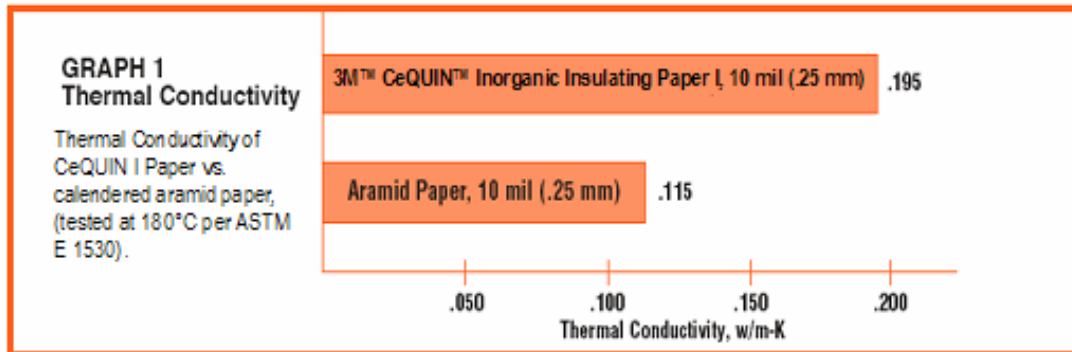 GRAPH 1
Thermal Conductivity
Thermal Conductivity of
CeQUIN I Paper vs.
calendered aramid paper,
(tested at 180°C per ASTM
E 1530).
3M™ CeQUIN™ Inorganic Insulating Paper I, 10 mil (.25 mm)
.195
Aramid Paper, 10 mil (.25 mm)
.115
.050 .100 .150 .200
Thermal Conductivity, w/m-K